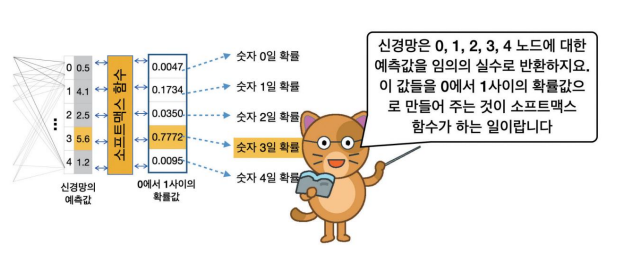 0 0.5
1 4.1
2 2.5
3 5.6
4 1.2
...
신경망의
예측값
소프트맥스 함수
0.0047
0.1734
0.0350
0.7772
0.0095
0에서 1사이의
확률값
숫자 0일 확률
숫자 1일 확률
숫자 2일 확률
숫자 3일 확률
숫자 4일 확률
신경망은 0, 1, 2, 3, 4 노드에 대한
예측값을 임의의 실수로 반환하지요.
이 값들을 0에서 1사이의 확률값으
로 만들어 주는 것이 소프트맥스
함수가 하는 일이랍니다